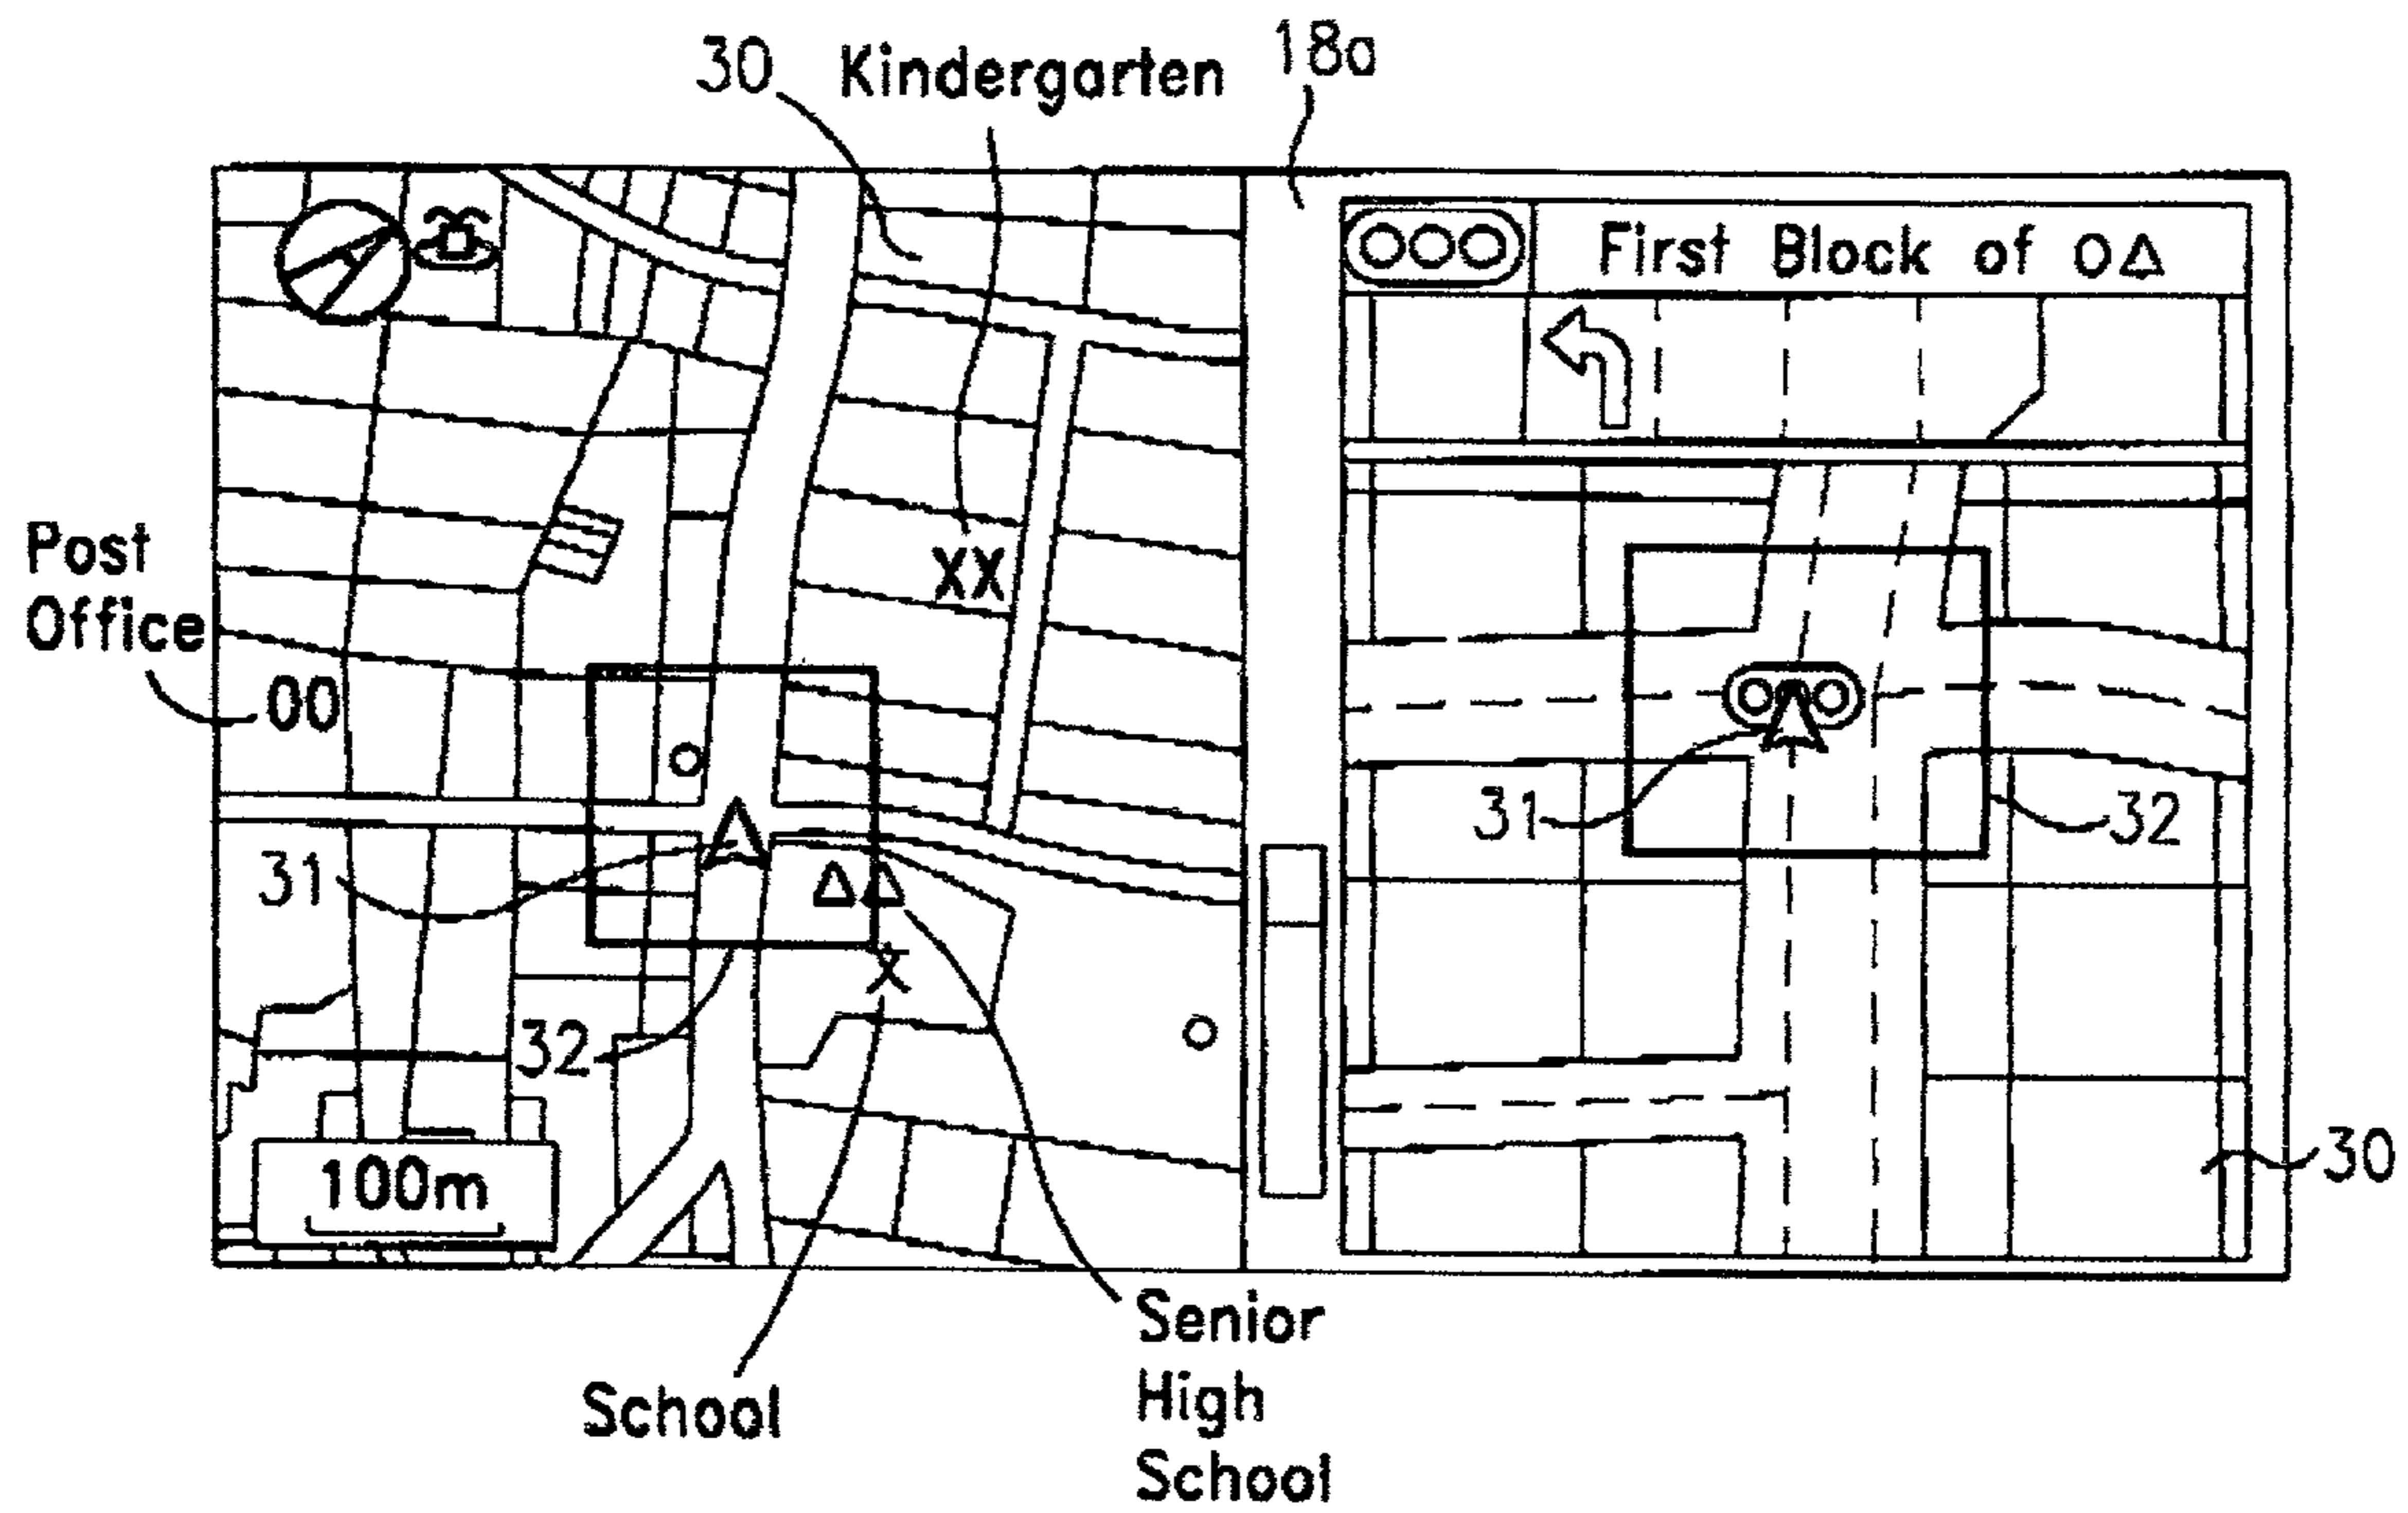 30
Kindergarten
18a
First Block of O△
Post
Office
XX
OO
31
△△
X
32
31
32
100m
30
School
Senior
High
School